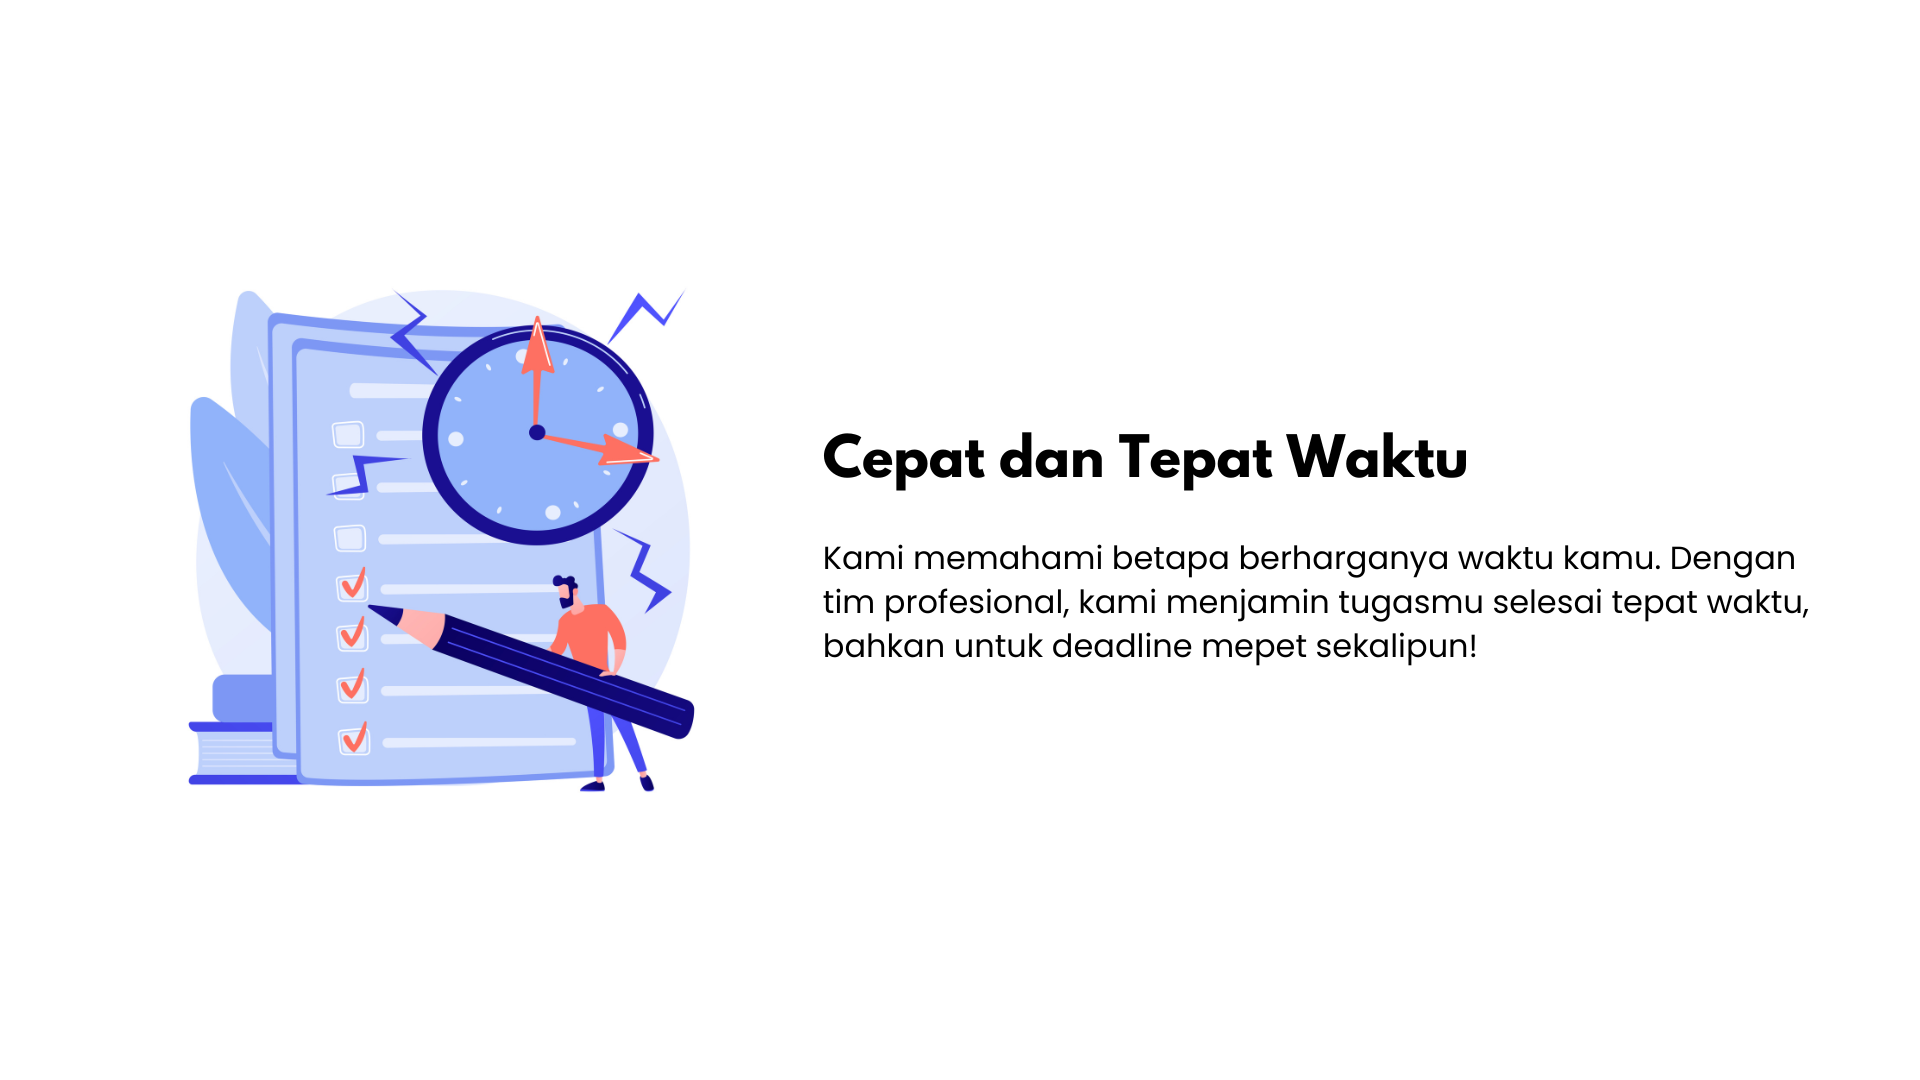 Cepat dan Tepat Waktu
Kami memahami betapa berharganya waktu kamu. Dengan
tim profesional, kami menjamin tugasmu selesai tepat waktu,
bahkan untuk deadline mepet sekalipun!